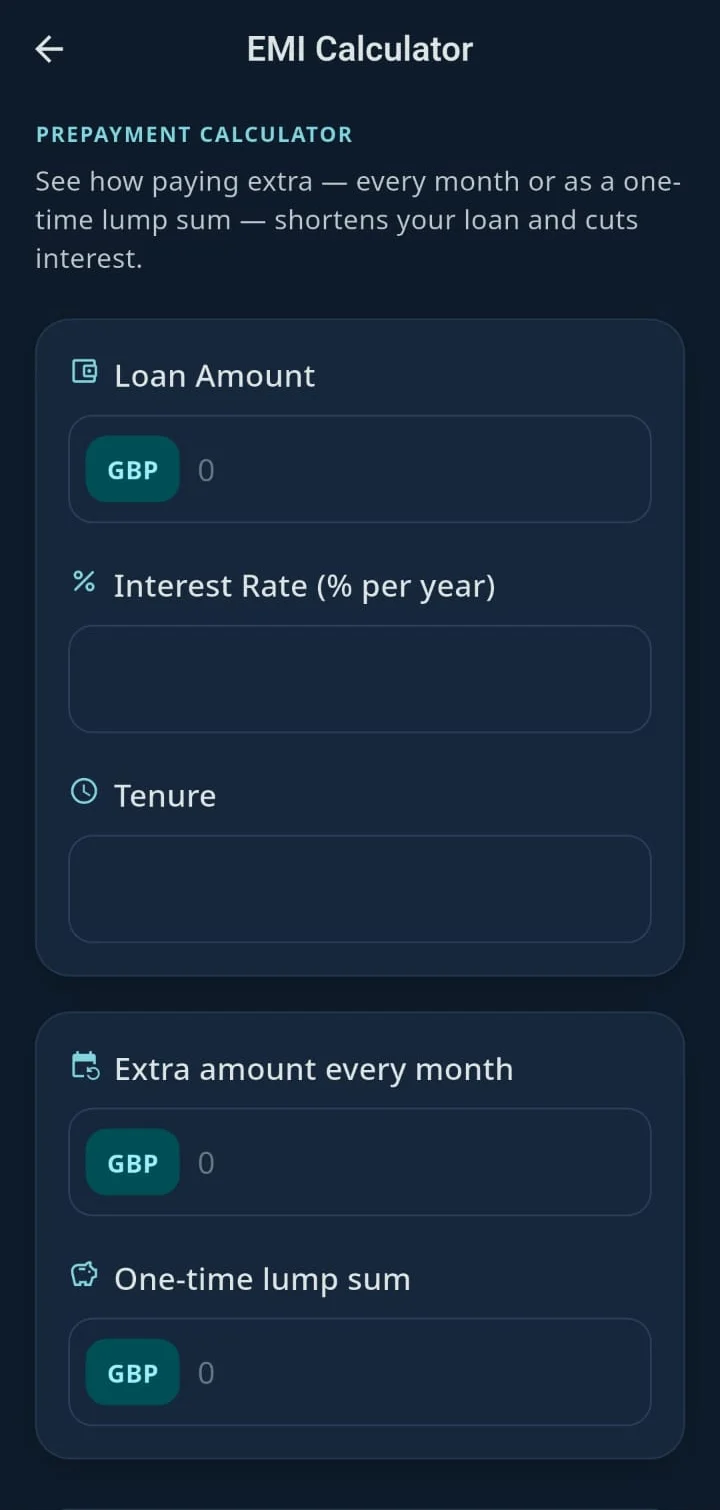 EMI Calculator
PREPAYMENT CALCULATOR
See how paying extra — every month or as a one-
time lump sum — shortens your loan and cuts
interest.
Loan Amount
GBP 0
Interest Rate (% per year)
Tenure
Extra amount every month
GBP 0
One-time lump sum
GBP 0